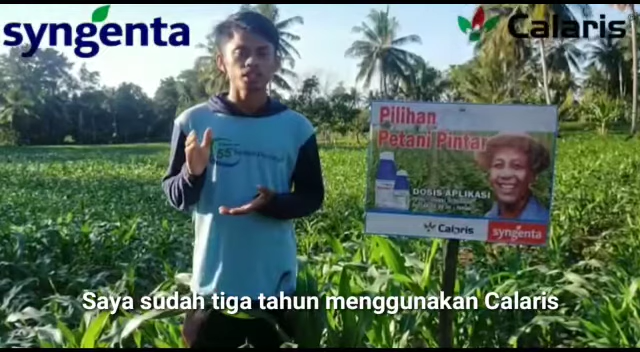 syngenta
Calaris
Pilihan
Petani Pintar
DOSIS APLIKASI
Calaris
syngenta
Saya sudah tiga tahun menggunakan Calaris